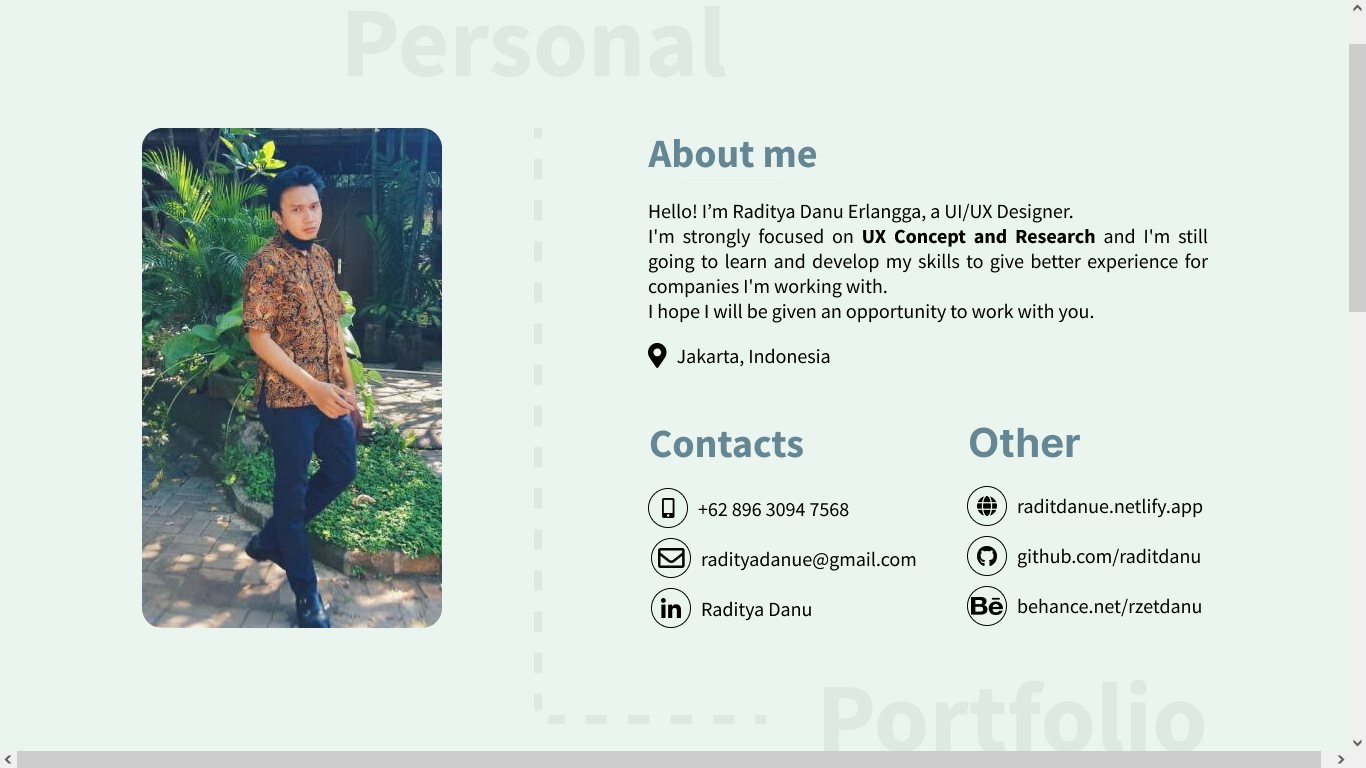 Personal
About me
Hello! I’m Raditya Danu Erlangga, a UI/UX Designer.
I'm strongly focused on UX Concept and Research and I'm still
going to learn and develop my skills to give better experience for
companies I'm working with.
I hope I will be given an opportunity to work with you.
Jakarta, Indonesia
Contacts
+62 896 3094 7568
radityadanue@gmail.com
in
Raditya Danu
Other
raditdanue.netlify.app
github.com/raditdanu
Bē
behance.net/rzetdanu
Portfolio